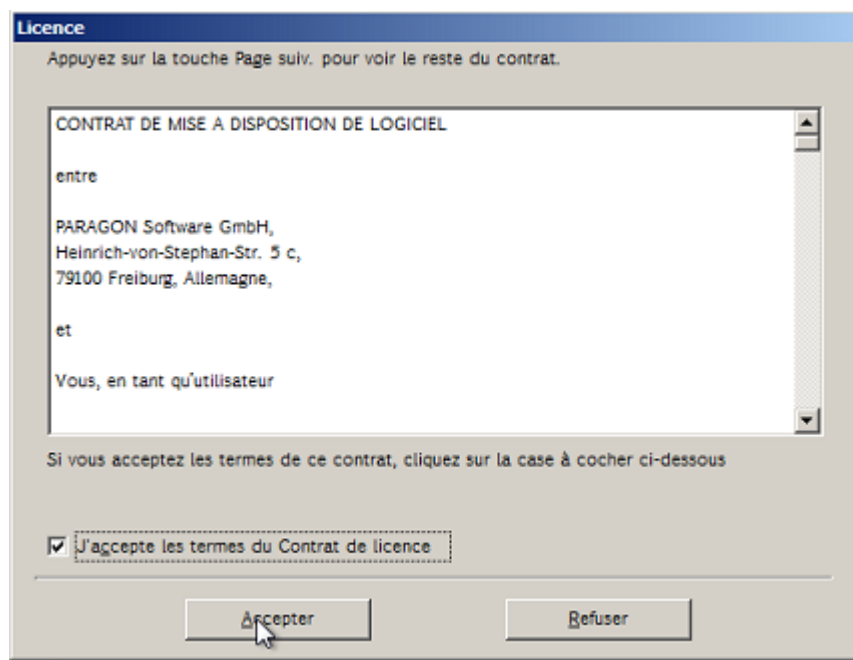 Licence
Appuyez sur la touche Page suiv. pour voir le reste du contrat.
CONTRAT DE MISE A DISPOSITION DE LOGICIEL
entre
PARAGON Software GmbH,
Heinrich-von-Stephan-Str. 5 c,
79100 Freiburg, Allemagne,
et
Vous, en tant qu'utilisateur
Si vous acceptez les termes de ce contrat, cliquez sur la case à cocher ci-dessous
J'accepte les termes du Contrat de licence
Accepter
Refuser